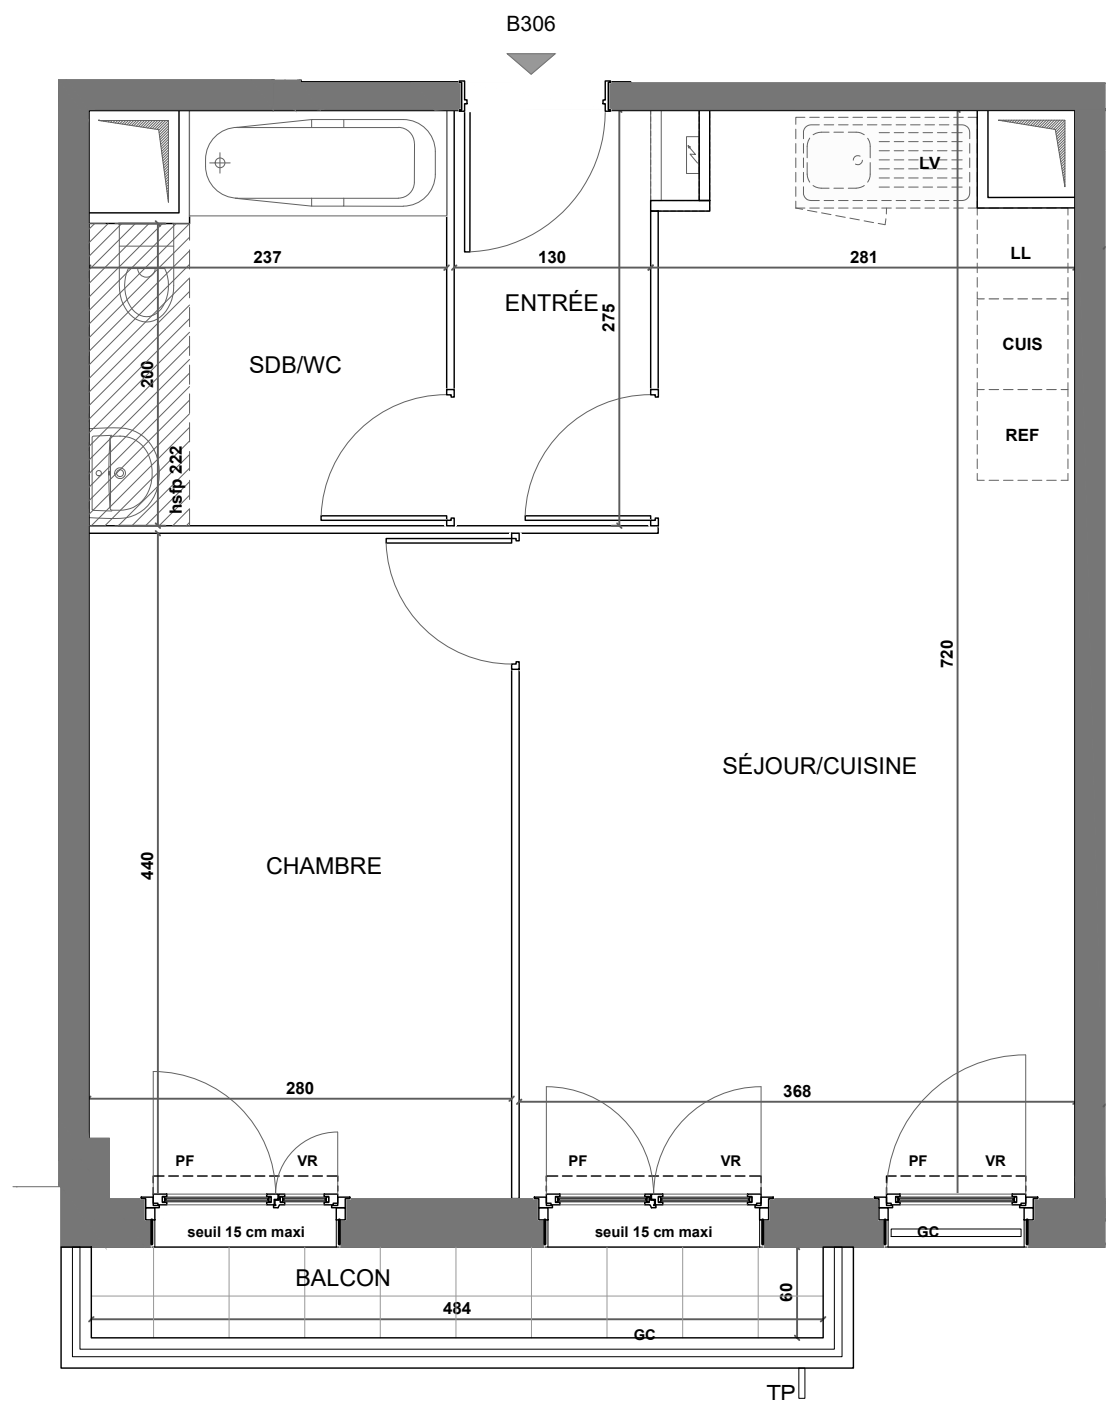 B306
LV
237
130
281
LL
ENTRÉE
275
CUIS
SDB/WC
200
REF
hsfp 222
720
SÉJOUR/CUISINE
440
CHAMBRE
280
368
PF
VR
PF
VR
PF
VR
seuil 15 cm maxi
seuil 15 cm maxi
GC
BALCON
60
484
GC
TP